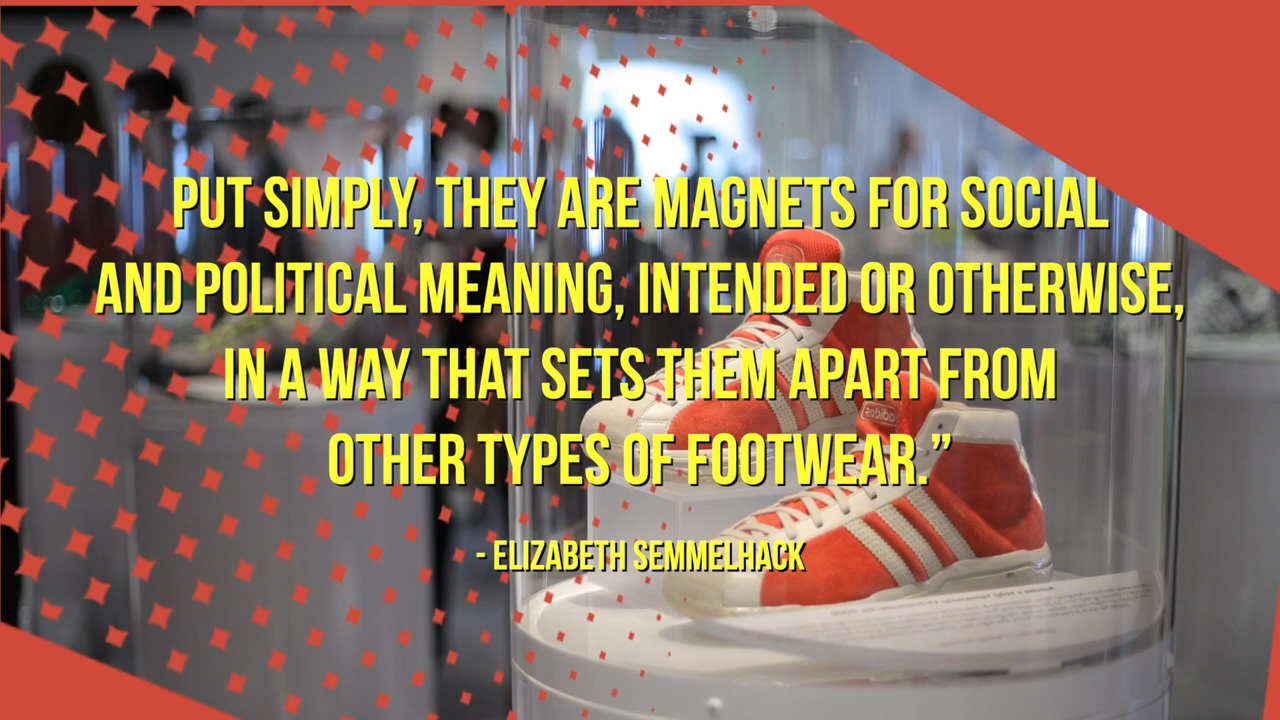 PUT SIMPLY, THEY ARE MAGNETS FOR SOCIAL
AND POLITICAL MEANING, INTENDED OR OTHERWISE,
IN A WAY THAT SETS THEM APART FROM
OTHER TYPES OF FOOTWEAR.”
- ELIZABETH SEMMELHACK
adidas